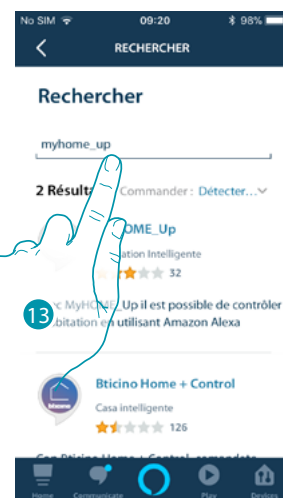 No SIM 09:20 98%
RECHERCHER
Rechercher
myhome_up
2 Commander: Détecter...
OME_Up
ation Intelligente
32
13
MyHOME_Up il est possible de contrôler
bitation en utilisant Amazon Alexa
bhome
Bticino Home + Control
Casa intelligente
126
Home Communicate Play Devices